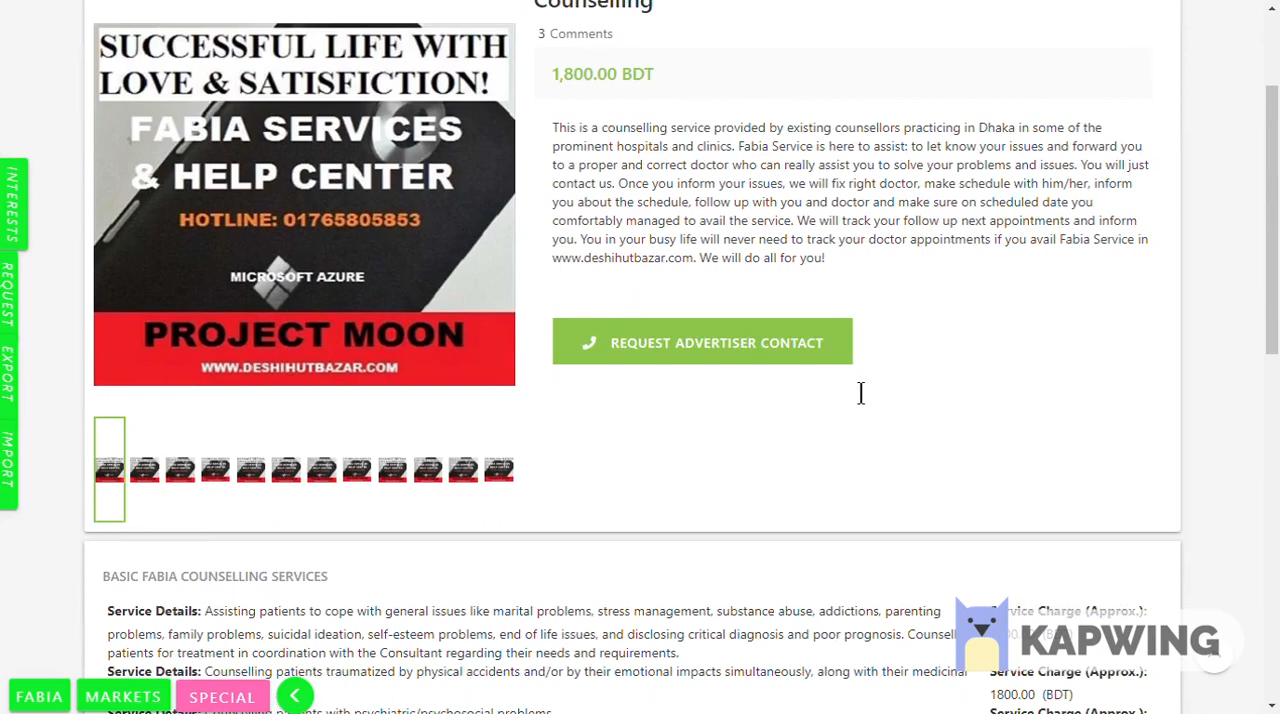 Counselling
3 Comments
1,800.00 BDT
SUCCESSFUL LIFE WITH
LOVE & SATISFICTION!
FABIA SERVICES
& HELP CENTER
HOTLINE: 01765805853
MICROSOFT AZURE
PROJECT MOON
WWW.DESHIHUTBAZAR.COM
This is a counselling service provided by existing counsellors practicing in Dhaka in some of the
prominent hospitals and clinics. Fabia Service is here to assist: to let know your issues and forward you
to a proper and correct doctor who can really assist you to solve your problems and issues. You will just
contact us. Once you inform your issues, we will fix right doctor, make schedule with him/her, inform
you about the schedule, follow up with you and doctor and make sure on scheduled date you
comfortably managed to avail the service. We will track your follow up next appointments and inform
you. You in your busy life will never need to track your doctor appointments if you avail Fabia Service in
www.deshihutbazar.com. We will do all for you!
REQUEST ADVERTISER CONTACT
INTERESTS
REQUEST
EXPORT
IMPORT
BASIC FABIA COUNSELLING SERVICES
Service Details: Assisting patients to cope with general issues like marital problems, stress management, substance abuse, addictions, parenting
problems, family problems, suicidal ideation, self-esteem problems, end of life issues, and disclosing critical diagnosis and poor prognosis.
patients for treatment in coordination with the Consultant regarding their needs and requirements.
Service Charge (Approx.):
Service Details: Counselling patients traumatized by physical accidents and/or by their emotional impacts simultaneously, along with their medicinal
Service Charge (Approx.):
1800.00 (BDT)
Service Details: Counselling patients with psychiatric/psychosocial problems
Service Charge (Approx.):
KAPWING
FABIA
MARKETS
SPECIAL